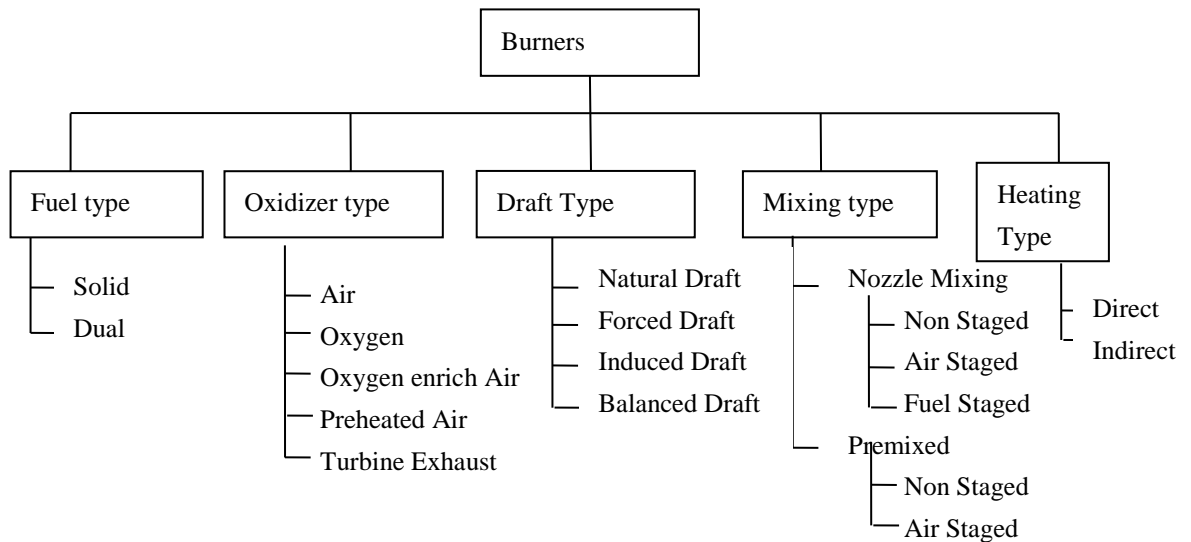 Burners
Fuel type
Solid
Dual
Oxidizer type
Air
Oxygen
Oxygen enrich Air
Preheated Air
Turbine Exhaust
Draft Type
Natural Draft
Forced Draft
Induced Draft
Balanced Draft
Mixing type
Nozzle Mixing
Non Staged
Air Staged
Fuel Staged
Premixed
Non Staged
Air Staged
Heating
Type
Direct
Indirect